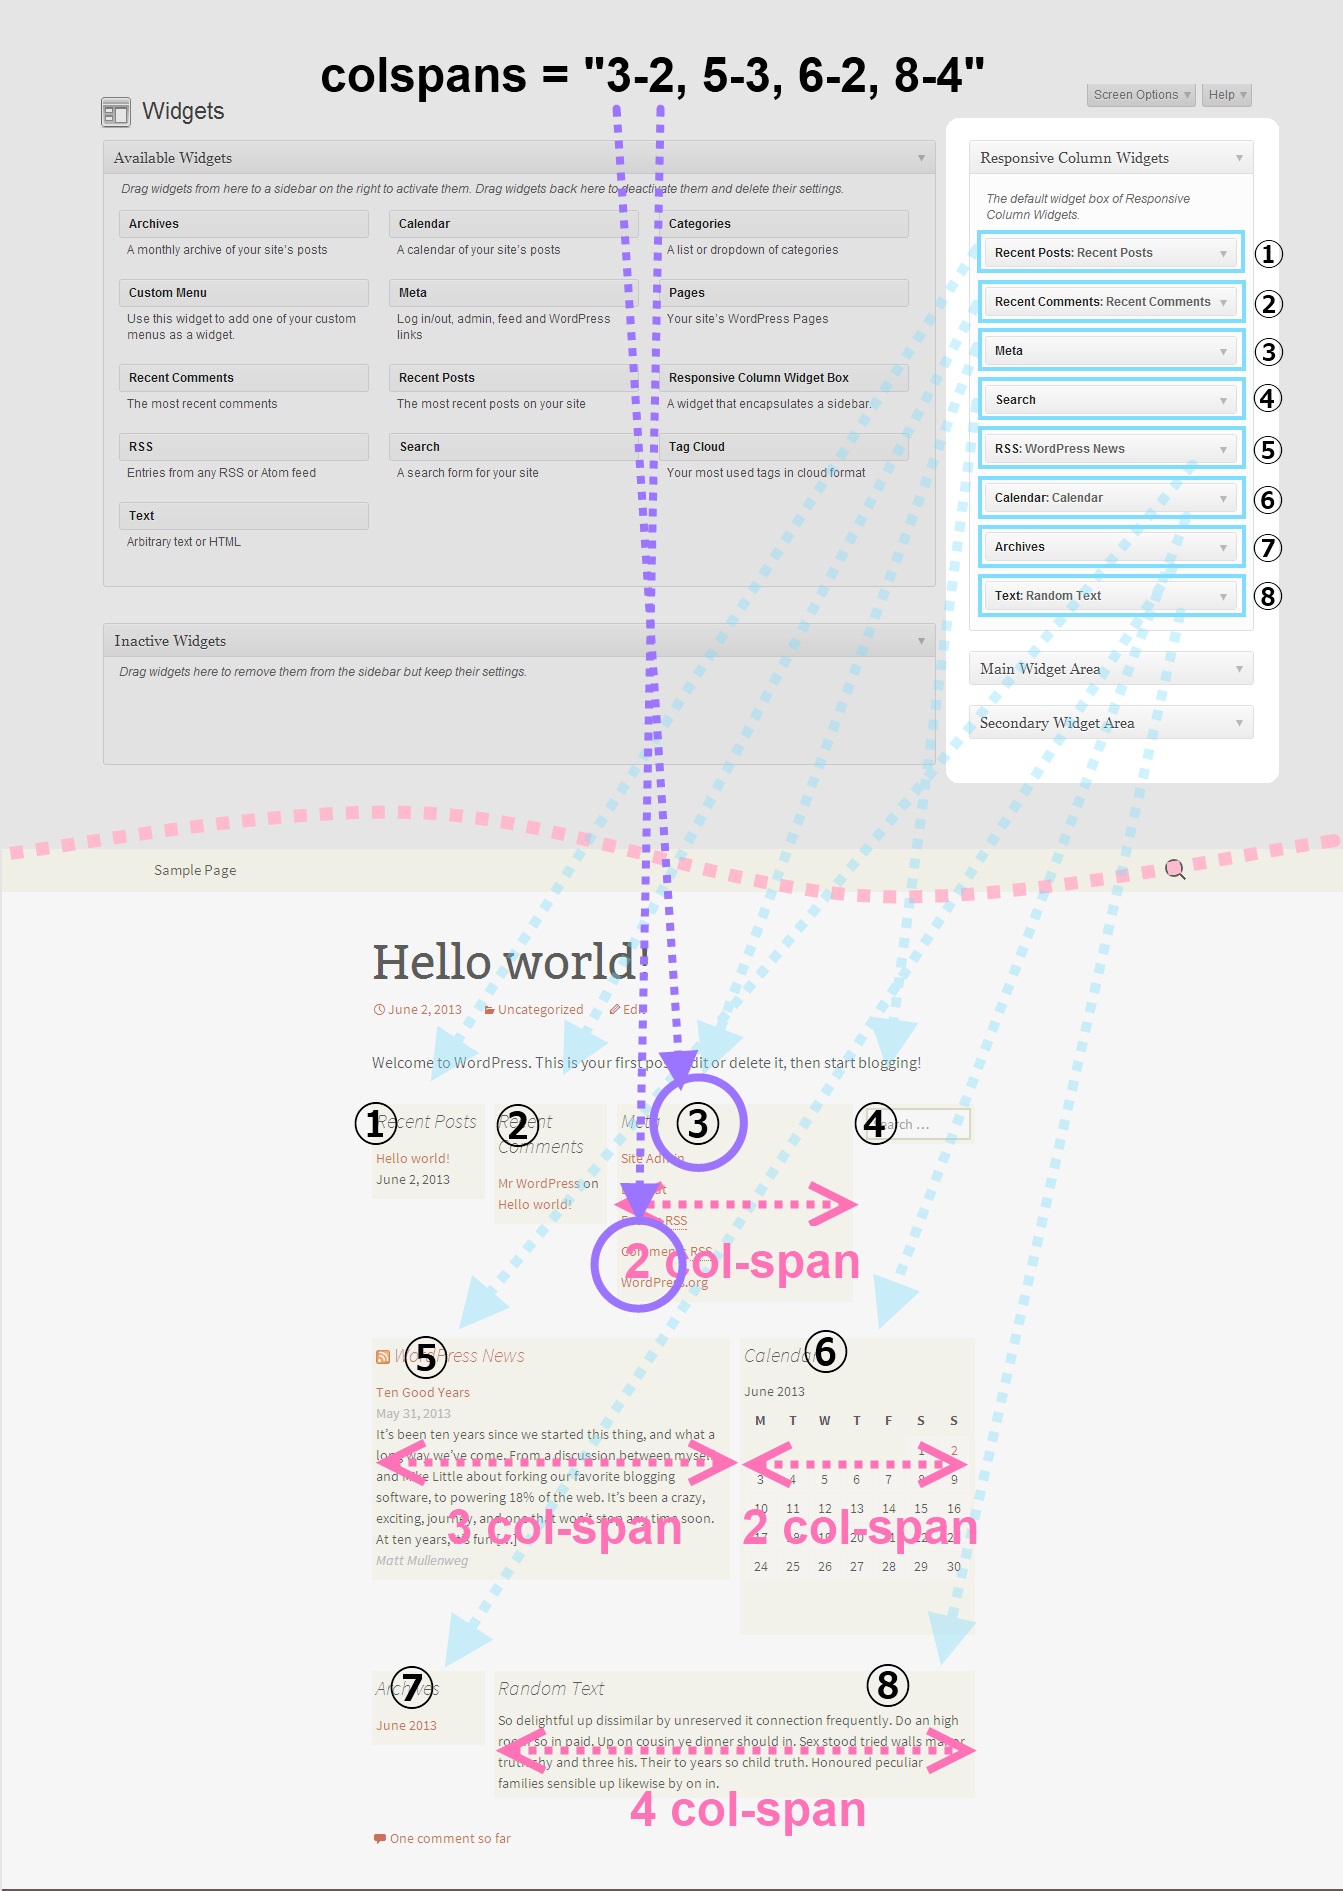 colspans = "3-2, 5-3, 6-2, 8-4"
Screen Options
Help
Widgets
Available Widgets
Drag widgets from here to a sidebar on the right to activate them. Drag widgets back here to deactivate them and delete their settings.
Archives
A monthly archive of your site's posts
Calendar
A calendar of your site's posts
Categories
A list or dropdown of categories
Custom Menu
Use this widget to add one of your custom
menus as a widget.
Meta
Log in/out, admin, feed and WordPress
links
Pages
Your site's WordPress Pages
Recent Comments
The most recent comments
Recent Posts
The most recent posts on your site
Responsive Column Widget Box
A widget that encapsulates a sidebar.
RSS
Entries from any RSS or Atom feed
Search
A search form for your site
Tag Cloud
Your most used tags in cloud format
Text
Arbitrary text or HTML
Inactive Widgets
Drag widgets here to remove them from the sidebar but keep their settings.
Responsive Column Widgets
The default widget box of Responsive
Column Widgets.
Recent Posts: Recent Posts ①
Recent Comments: Recent Comments ②
Meta ③
Search ④
RSS: WordPress News ⑤
Calendar: Calendar ⑥
Archives ⑦
Text: Random Text ⑧
Main Widget Area
Secondary Widget Area
Sample Page
Hello world!
June 2, 2013 Uncategorized Edit
Welcome to WordPress. This is your first post. Edit or delete it, then start blogging!
①
Recent Posts
Hello world!
June 2, 2013
②
Recent
Comments
Mr WordPress on
Hello world!
③
Meta
Site Admin
RSS
Comments RSS
WordPress.org
2 col-span
④
Search ...
⑤
WordPress News
Ten Good Years
May 31, 2013
It's been ten years since we started this thing, and what a
long way we've come. From a discussion between myself
and Mike Little about forking our favorite blogging
software, to powering 18% of the web. It's been a crazy,
exciting, journey, and one that won't stop any time soon.
At ten years, it's fun […]
Matt Mullenweg
3 col-span
⑥
Calendar
June 2013
M T W T F S S
1 2
3 4 5 6 7 8 9
10 11 12 13 14 15 16
17 18 19 20 21 22 23
24 25 26 27 28 29 30
2 col-span
⑦
Archives
June 2013
⑧
Random Text
So delightful up dissimilar by unreserved it connection frequently. Do an high
room so in paid. Up on cousin ye dinner should in. Sex stood tried walls manor
truth shy and three his. Their to years so child truth. Honoured peculiar
families sensible up likewise by on in.
4 col-span
One comment so far